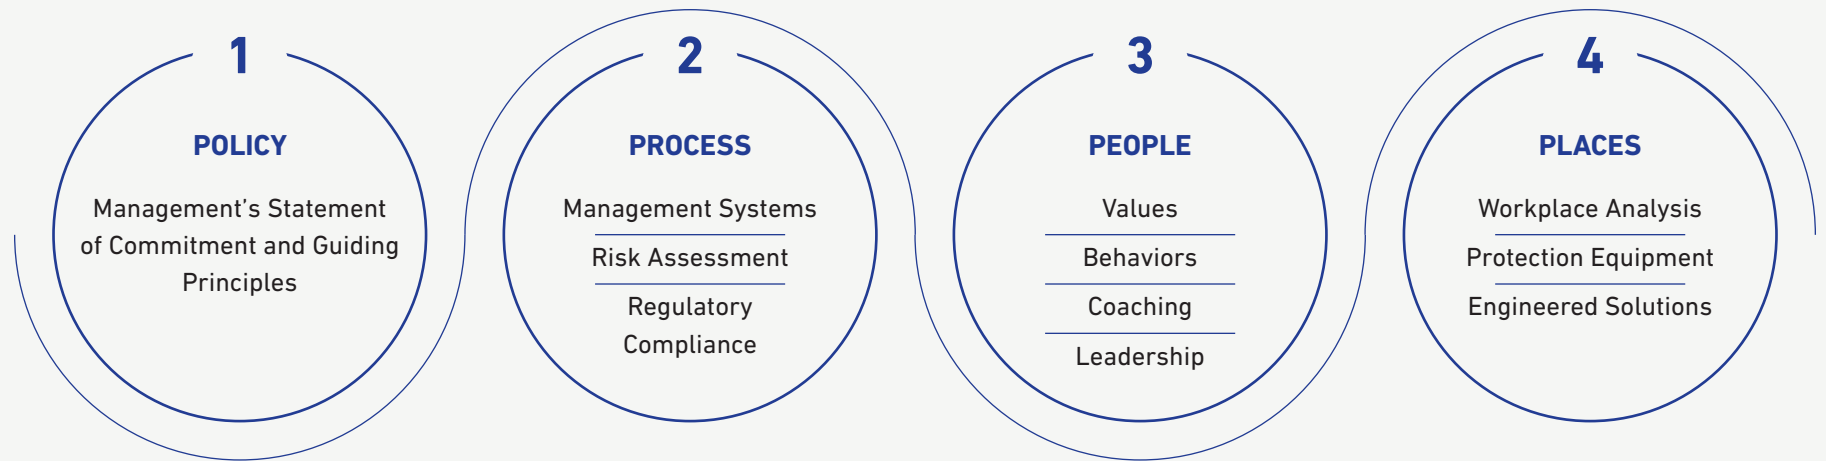 1
POLICY
Management’s Statement
of Commitment and Guiding
Principles
2
PROCESS
Management Systems
Risk Assessment
Regulatory
Compliance
3
PEOPLE
Values
Behaviors
Coaching
Leadership
4
PLACES
Workplace Analysis
Protection Equipment
Engineered Solutions